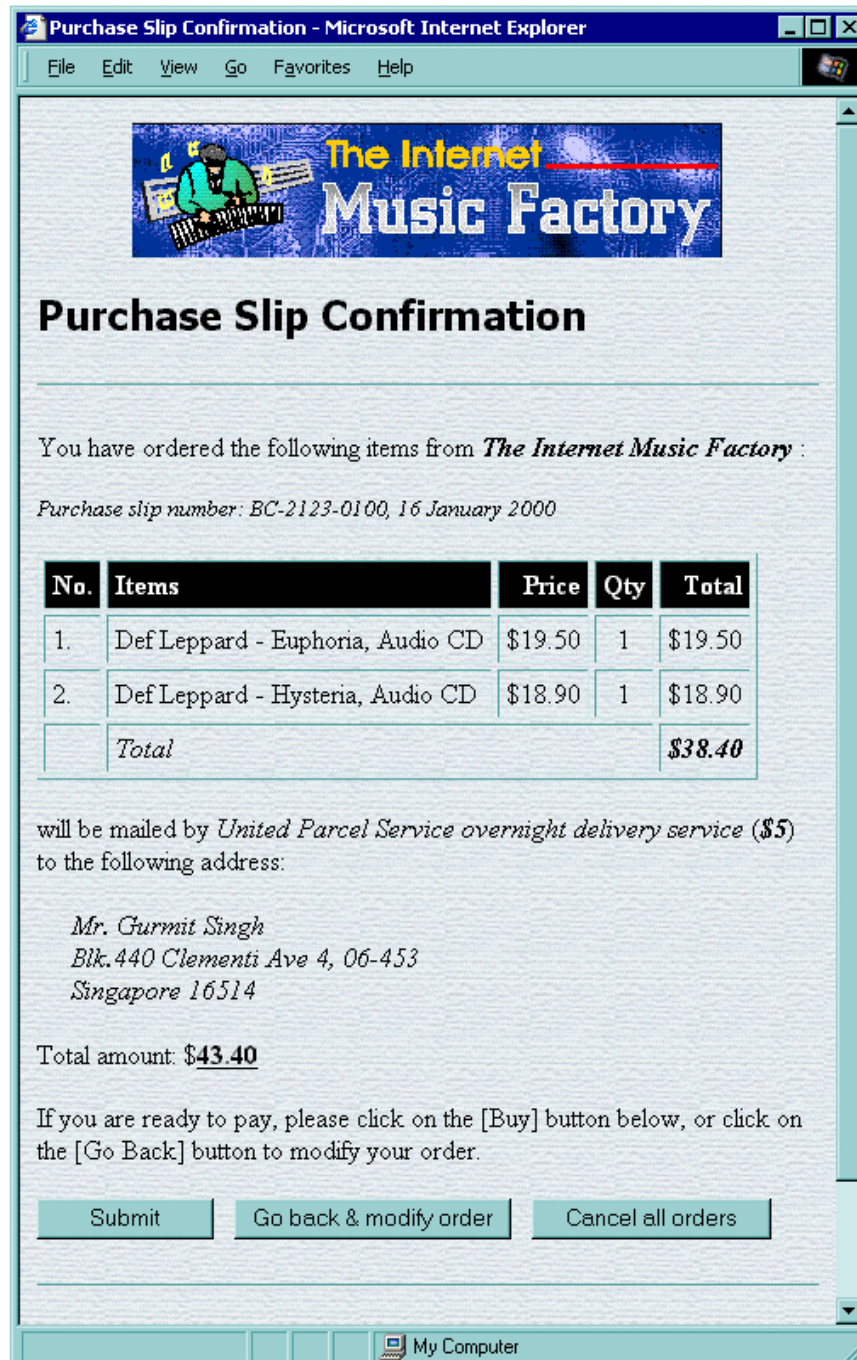 Purchase Slip Confirmation - Microsoft Internet Explorer
File Edit View Go Favorites Help
The Internet
Music Factory
Purchase Slip Confirmation
You have ordered the following items from The Internet Music Factory :
Purchase slip number: BC-2123-0100, 16 January 2000
No. Items Price Qty Total
1. Def Leppard - Euphoria, Audio CD $19.50 1 $19.50
2. Def Leppard - Hysteria, Audio CD $18.90 1 $18.90
Total $38.40
will be mailed by United Parcel Service overnight delivery service ($5)
to the following address:
Mr. Gurmit Singh
Blk.440 Clementi Ave 4, 06-453
Singapore 16514
Total amount: $43.40
If you are ready to pay, please click on the [Buy] button below, or click on
the [Go Back] button to modify your order.
Submit Go back & modify order Cancel all orders
My Computer